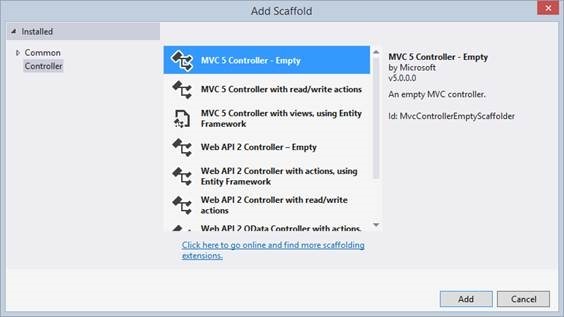 Add Scaffold
Installed
Common
Controller
MVC 5 Controller - Empty
MVC 5 Controller with read/write actions
MVC 5 Controller with views, using Entity
Framework
Web API 2 Controller – Empty
Web API 2 Controller with actions, using
Entity Framework
Web API 2 Controller with read/write
actions
Web API 2 OData Controller with actions,
Click here to go online and find more scaffolding
extensions.
MVC 5 Controller - Empty
by Microsoft
v5.0.0.0
An empty MVC controller.
Id: MvcControllerEmptyScaffolder
Add
Cancel